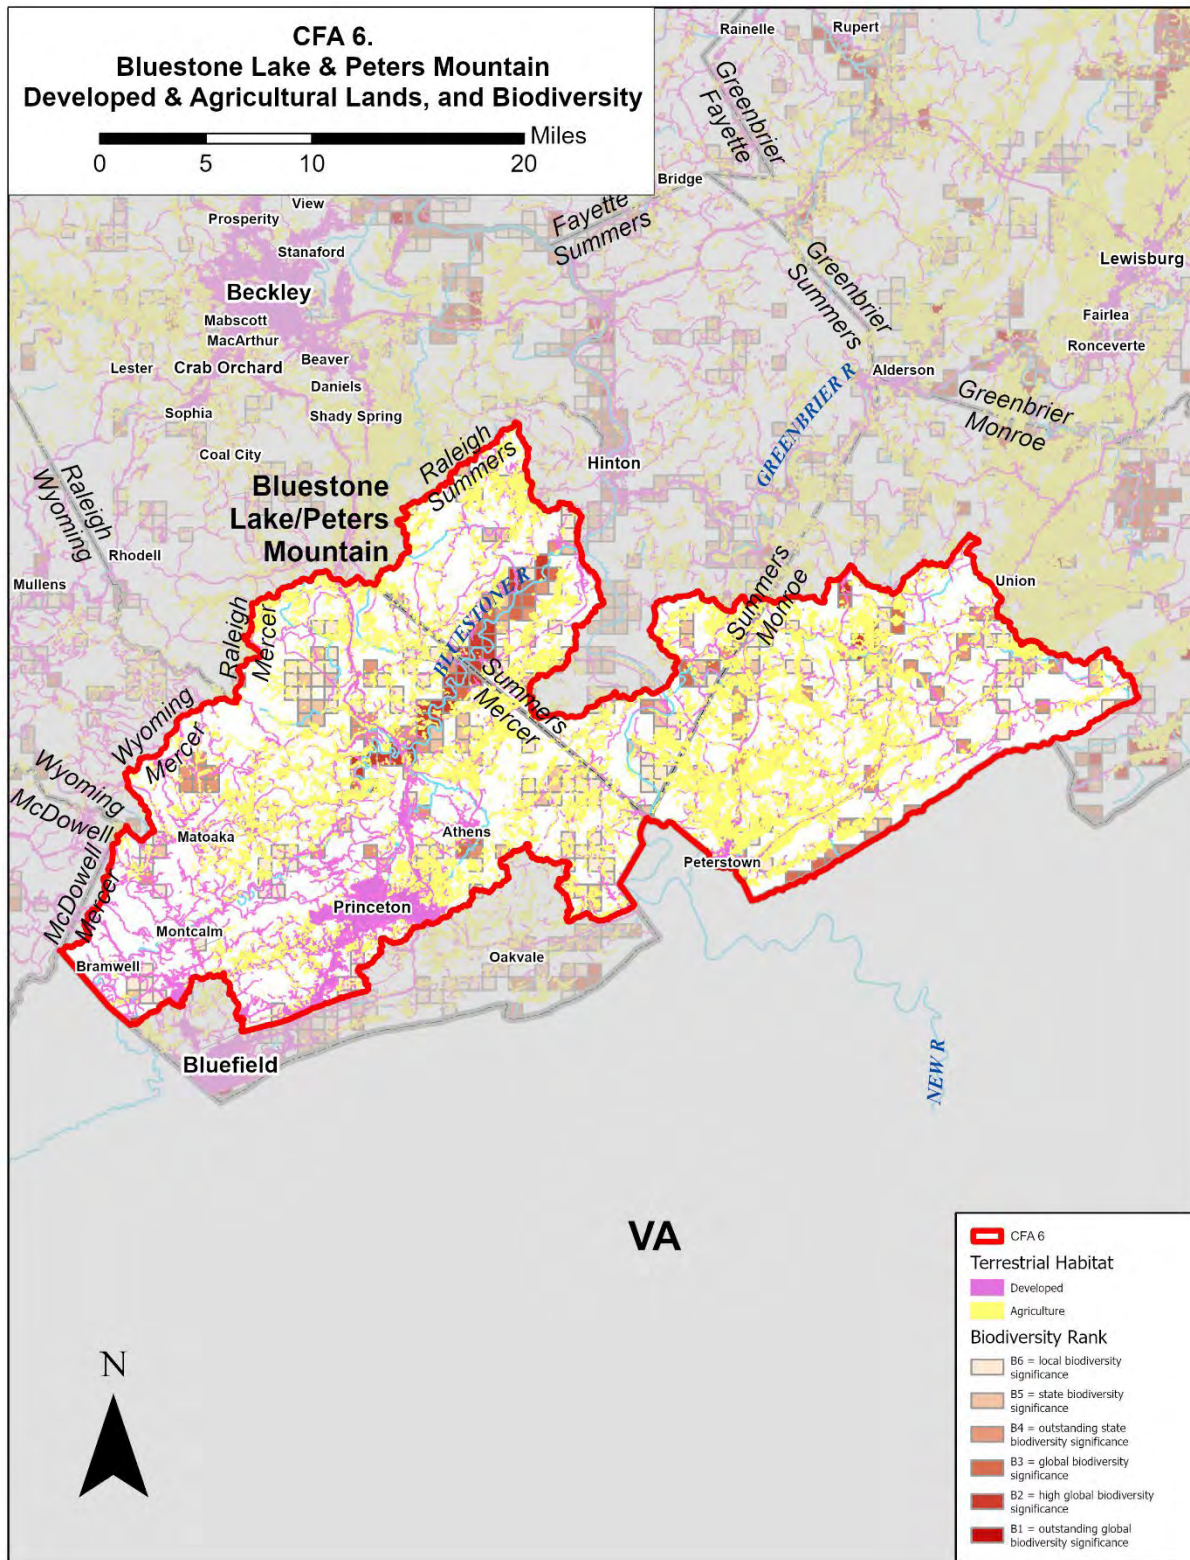 CFA 6.
Bluestone Lake & Peters Mountain
Developed & Agricultural Lands, and Biodiversity
Miles
0 5 10 20
Rainelle
Rupert
Greenbrier
Fayette
Bridge
View
Prosperity
Stanaford
Fayette
Summers
Beckley
Greenbrier
Summers
Lewisburg
Mabscott
MacArthur
Fairlea
Ronceverte
Lester
Crab Orchard
Beaver
Daniels
Alderson
Sophia
Shady Spring
GREENBRIER R
Greenbrier
Monroe
Coal City
Raleigh
Summers
Hinton
Raleigh
Wyoming
Bluestone
Lake/Peters
Mountain
Rhodell
Mullens
BLUESTONE R
Summers
Monroe
Union
Raleigh
Mercer
Summers
Mercer
Wyoming
Mercer
Wyoming
McDowell
Matoaka
Athens
Peterstown
McDowell
Mercer
Princeton
Montcalm
Bramwell
Oakvale
Bluefield
NEW R
VA
N
CFA 6
Terrestrial Habitat
Developed
Agriculture
Biodiversity Rank
B6 = local biodiversity
significance
B5 = state biodiversity
significance
B4 = outstanding state
biodiversity significance
B3 = global biodiversity
significance
B2 = high global biodiversity
significance
B1 = outstanding global
biodiversity significance